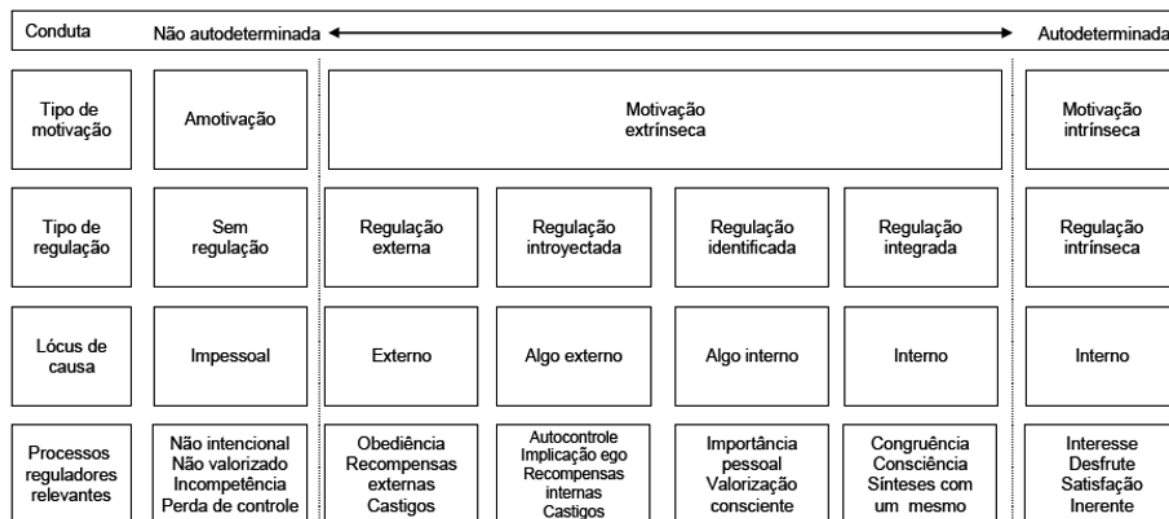 Conduta
Não autodeterminada
Autodeterminada
Tipo de
motivação
Amotivação
Motivação
extrínseca
Motivação
intrínseca
Tipo de
regulação
Sem
regulação
Regulação
externa
Regulação
introyectada
Regulação
identificada
Regulação
integrada
Regulação
intrínseca
Lócus de
causa
Impessoal
Externo
Algo externo
Algo interno
Interno
Interno
Processos
reguladores
relevantes
Não intencional
Não valorizado
Incompetência
Perda de controle
Obediência
Recompensas
externas
Castigos
Autocontrole
Implicação ego
Recompensas
internas
Castigos
Importância
pessoal
Valorização
consciente
Congruência
Consciência
Sínteses com
um mesmo
Interesse
Desfrute
Satisfação
Inerente